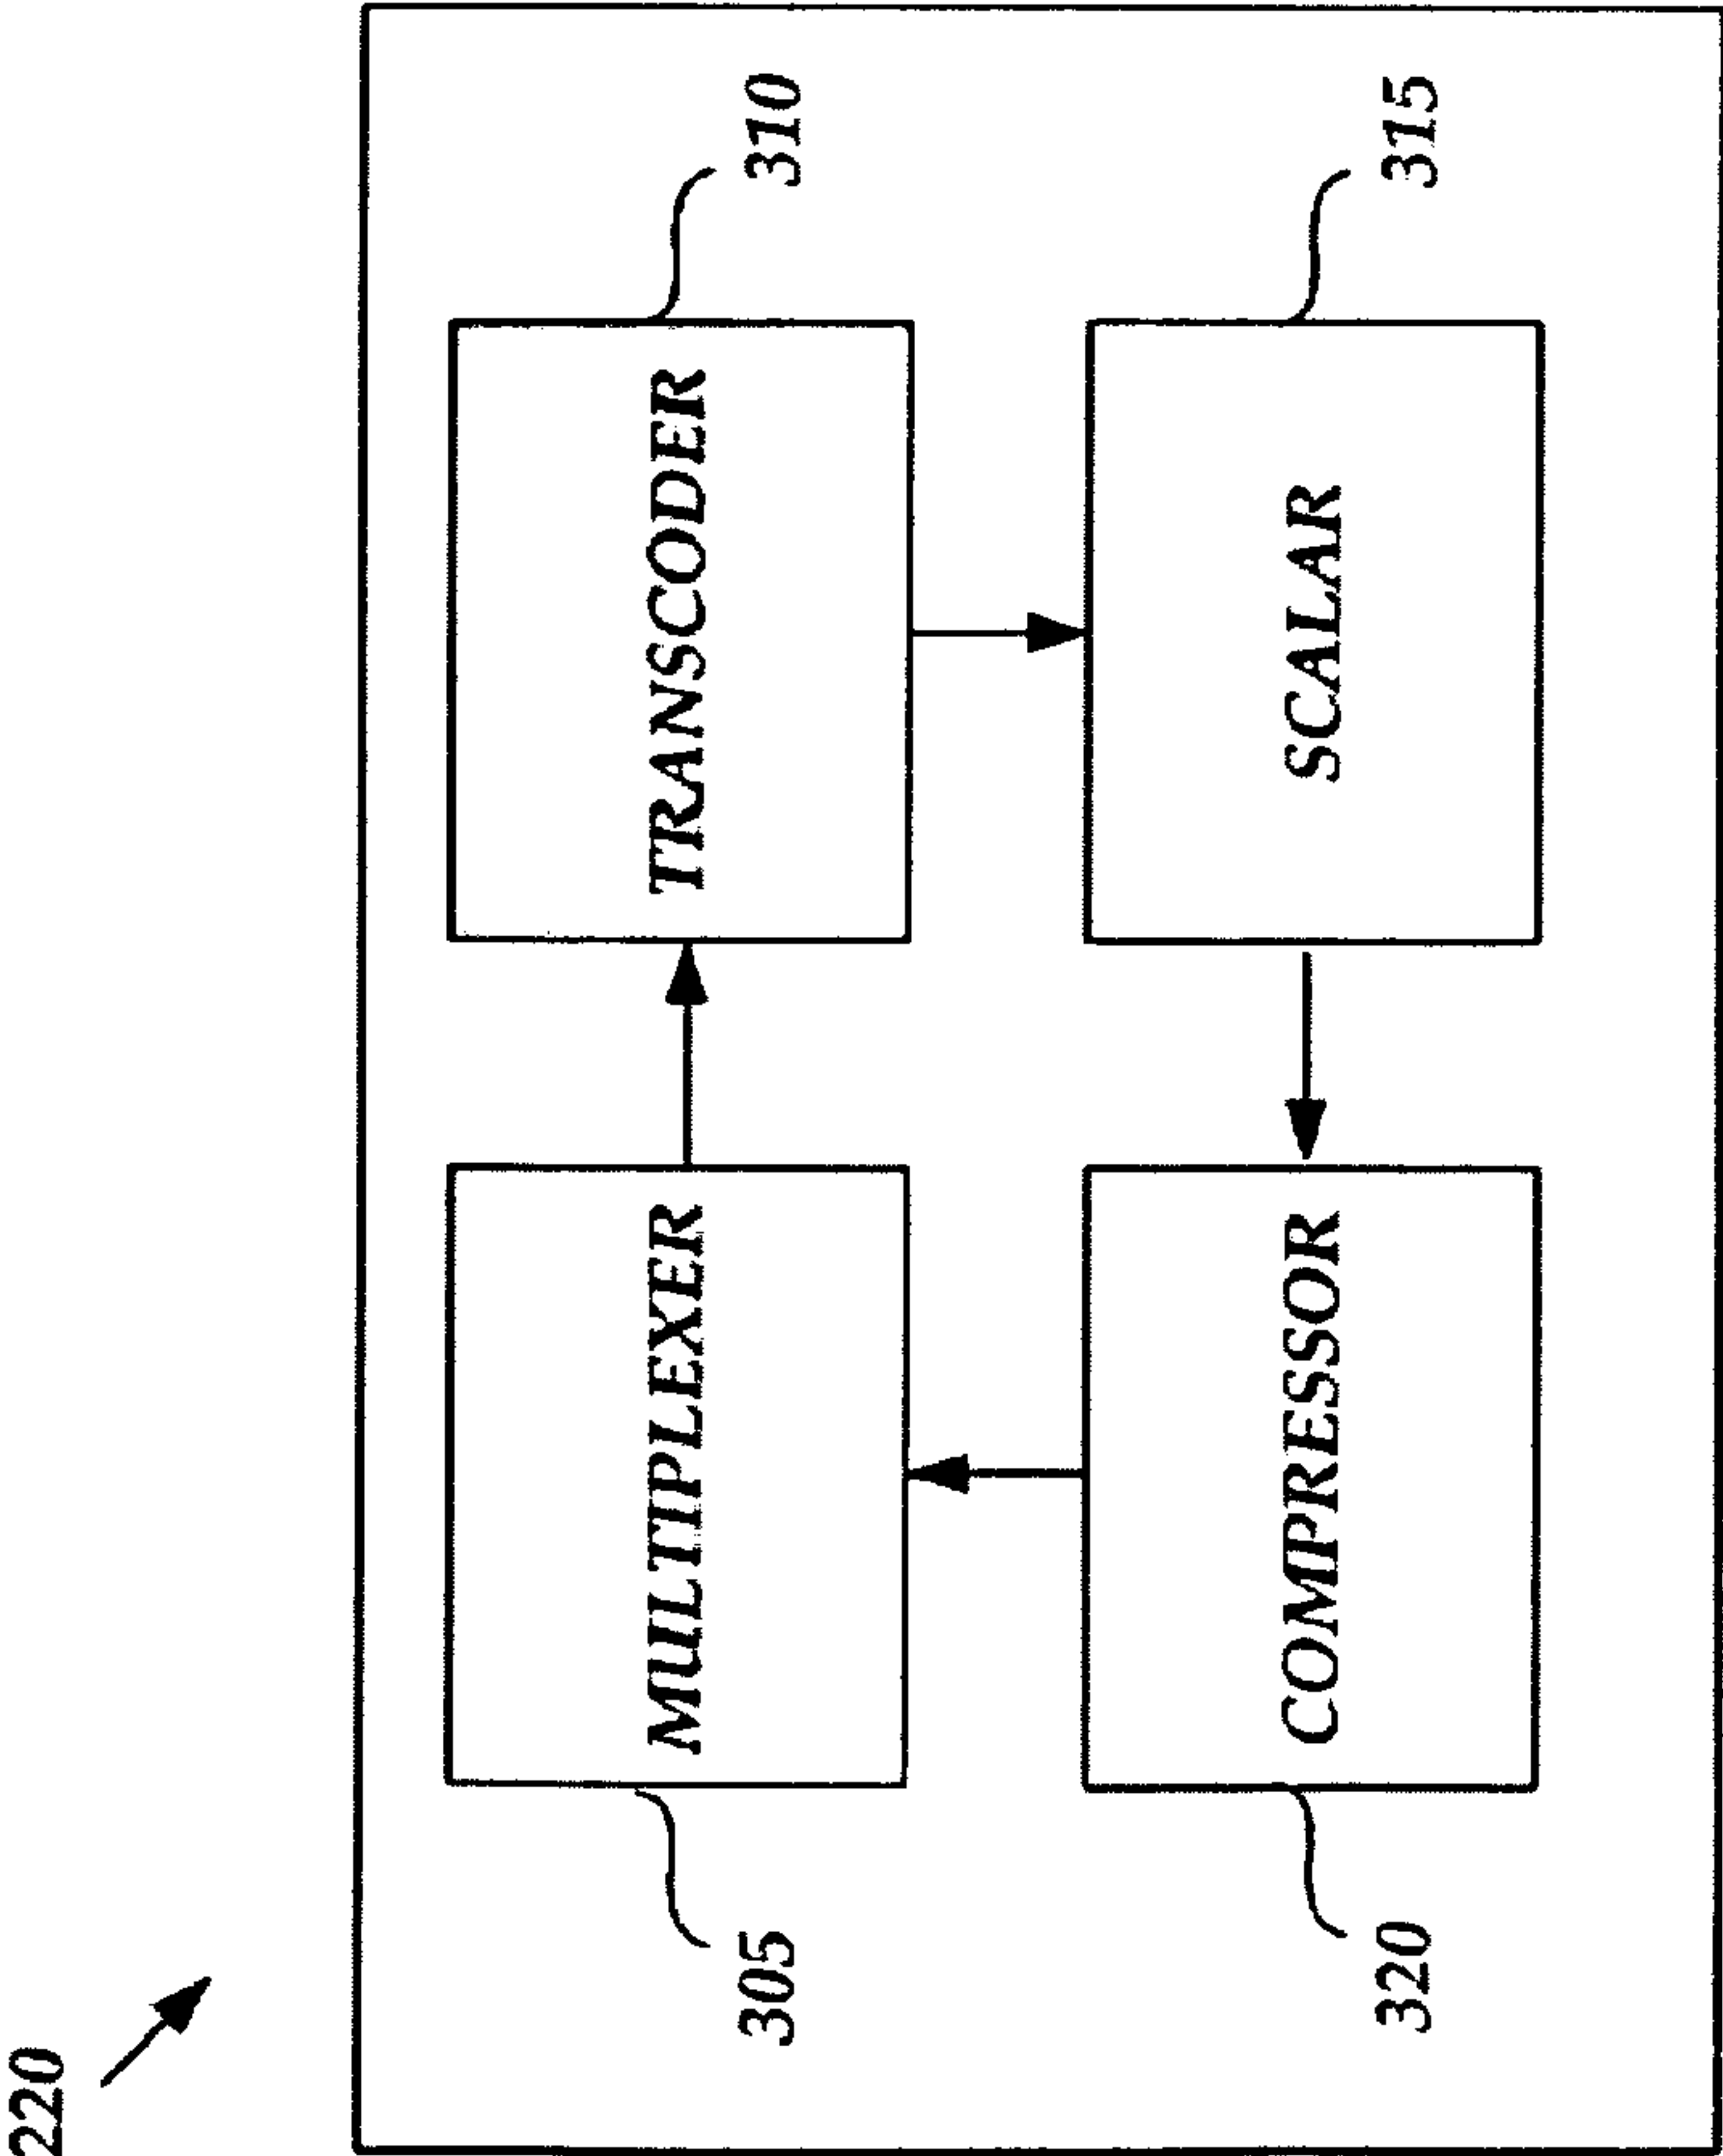 220
MULTIPLEXER
TRANSCODER
305
310
COMPRESSOR
SCALAR
320
315